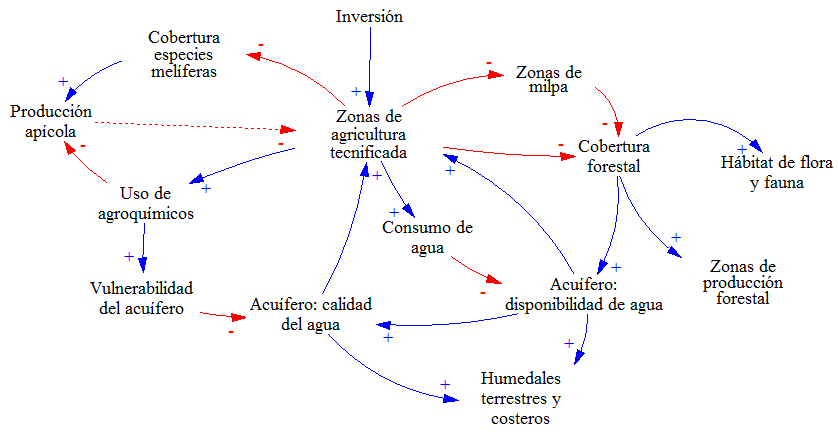 Inversión
Cobertura
especies
melíferas
Zonas de
milpa
Producción
apícola
Zonas de
agricultura
tecnificada
Cobertura
forestal
Hábitat de flora
y fauna
Uso de
agroquímicos
Consumo de
agua
Zonas de
producción
forestal
Vulnerabilidad
del acuífero
Acuífero: calidad
del agua
Acuífero:
disponibilidad de agua
Humedales
terrestres y
costeros
+
-
-
+
-
-
-
-
+
+
+
+
+
+
-
+
+
-
+
+
+